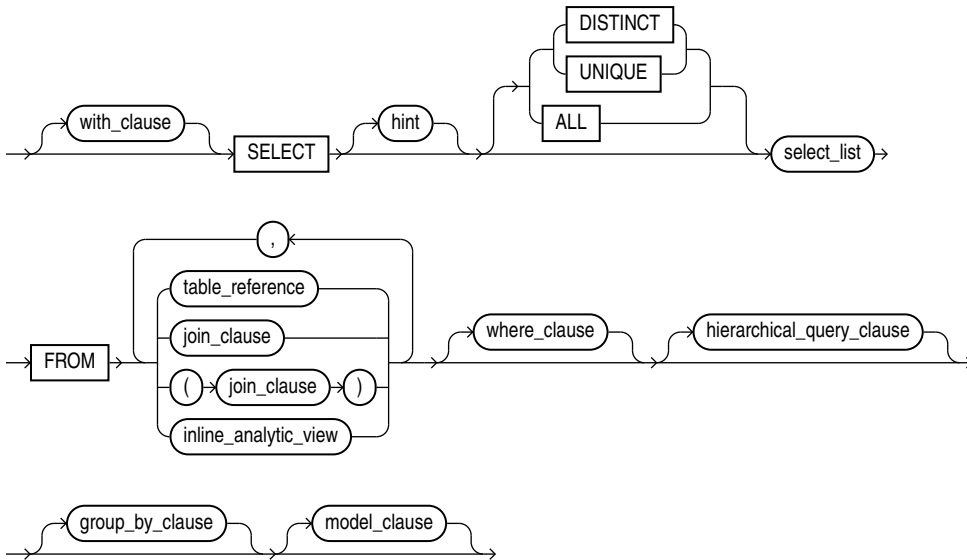 DISTINCT
with_clause hint UNIQUE
SELECT ALL select_list
,
table_reference
join_clause where_clause hierarchical_query_clause
FROM
( join_clause )
inline_analytic_view
group_by_clause model_clause